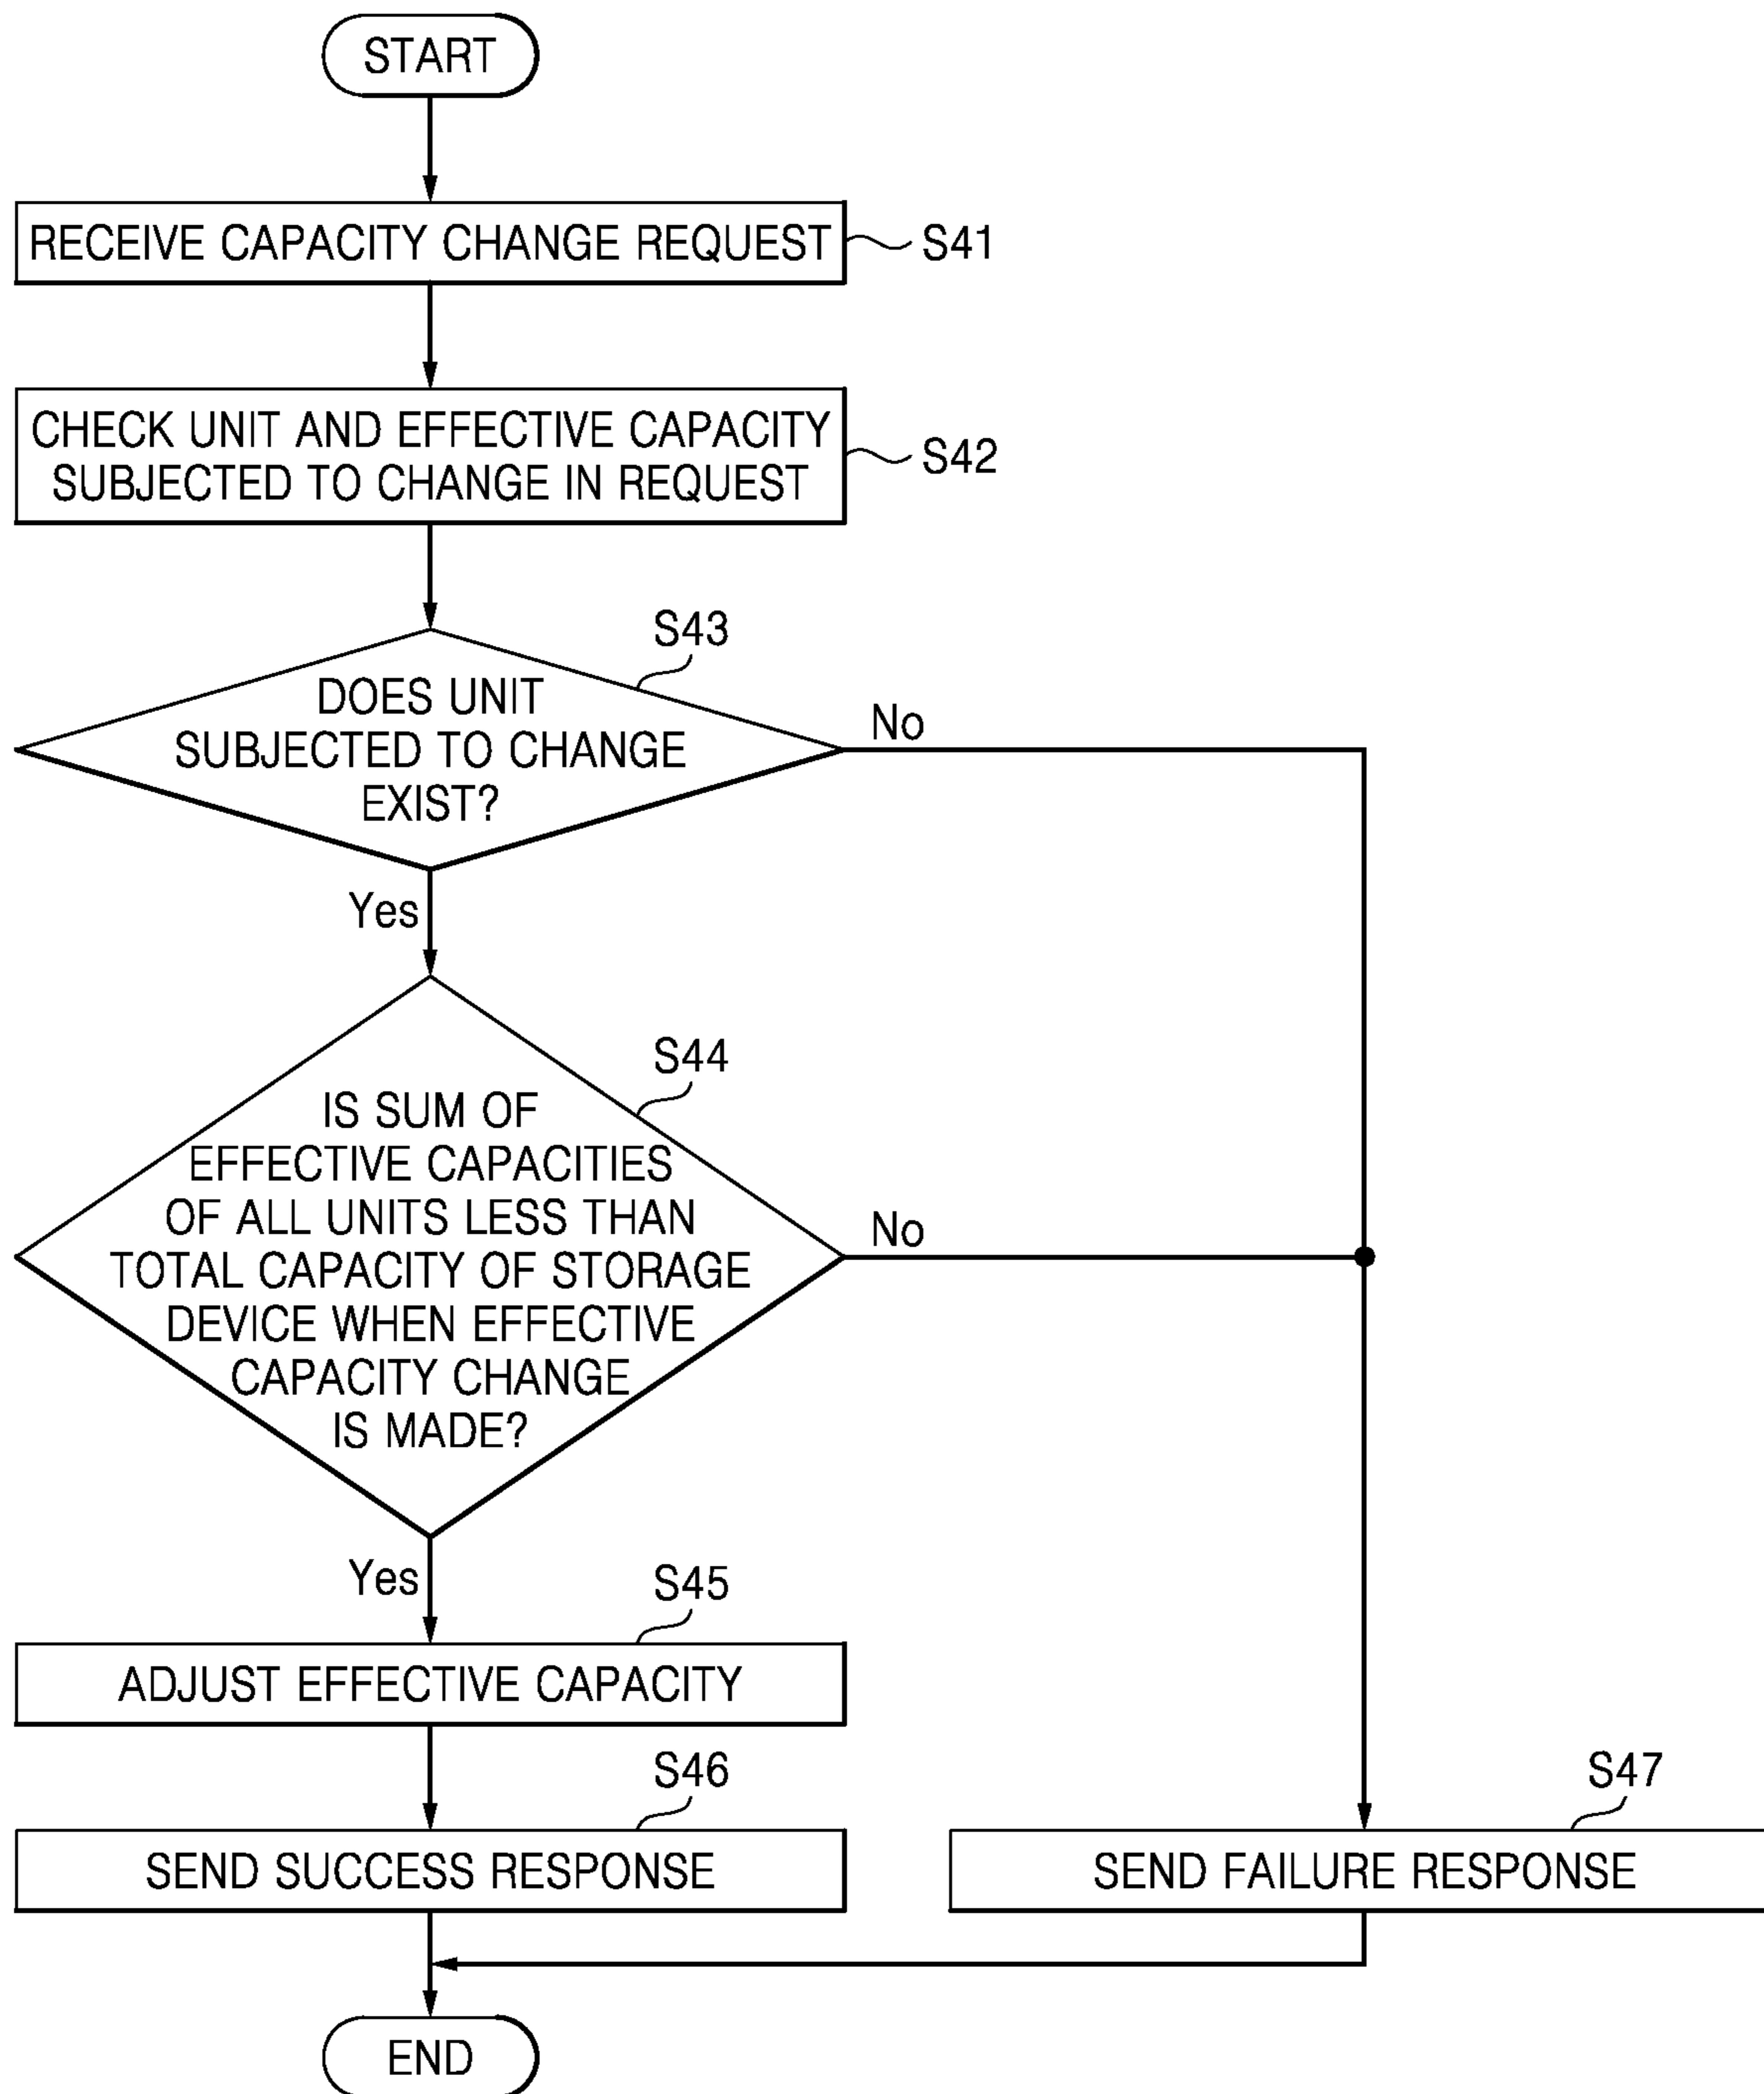 START
RECEIVE CAPACITY CHANGE REQUEST
S41
CHECK UNIT AND EFFECTIVE CAPACITY
SUBJECTED TO CHANGE IN REQUEST
S42
S43
DOES UNIT
SUBJECTED TO CHANGE
EXIST?
No
Yes
S44
IS SUM OF
EFFECTIVE CAPACITIES
OF ALL UNITS LESS THAN
TOTAL CAPACITY OF STORAGE
DEVICE WHEN EFFECTIVE
CAPACITY CHANGE
IS MADE?
No
Yes
S45
ADJUST EFFECTIVE CAPACITY
S46
SEND SUCCESS RESPONSE
S47
SEND FAILURE RESPONSE
END